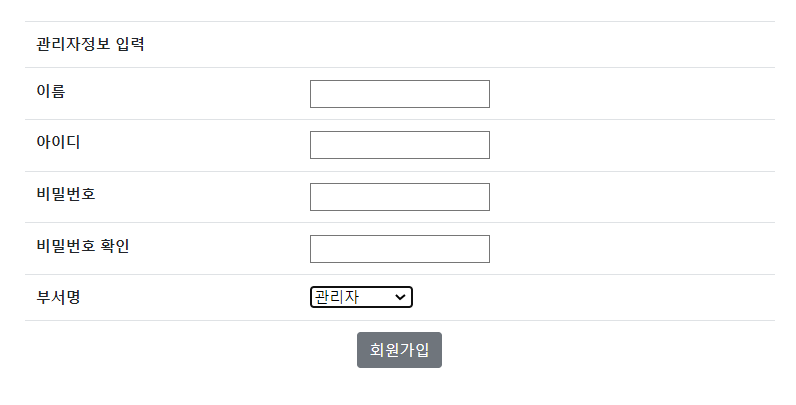 관리자정보 입력
이름
아이디
비밀번호
비밀번호 확인
부서명 관리자
회원가입